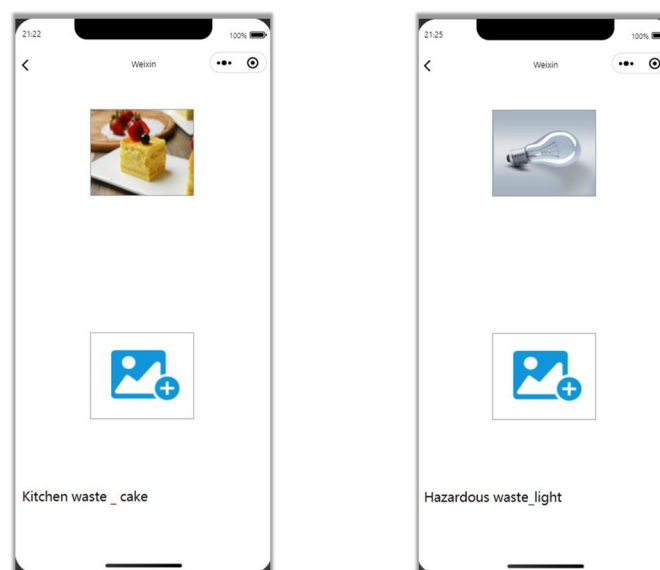 21:22
100%
Weixin
Kitchen waste _ cake
21:25
100%
Weixin
Hazardous waste_light